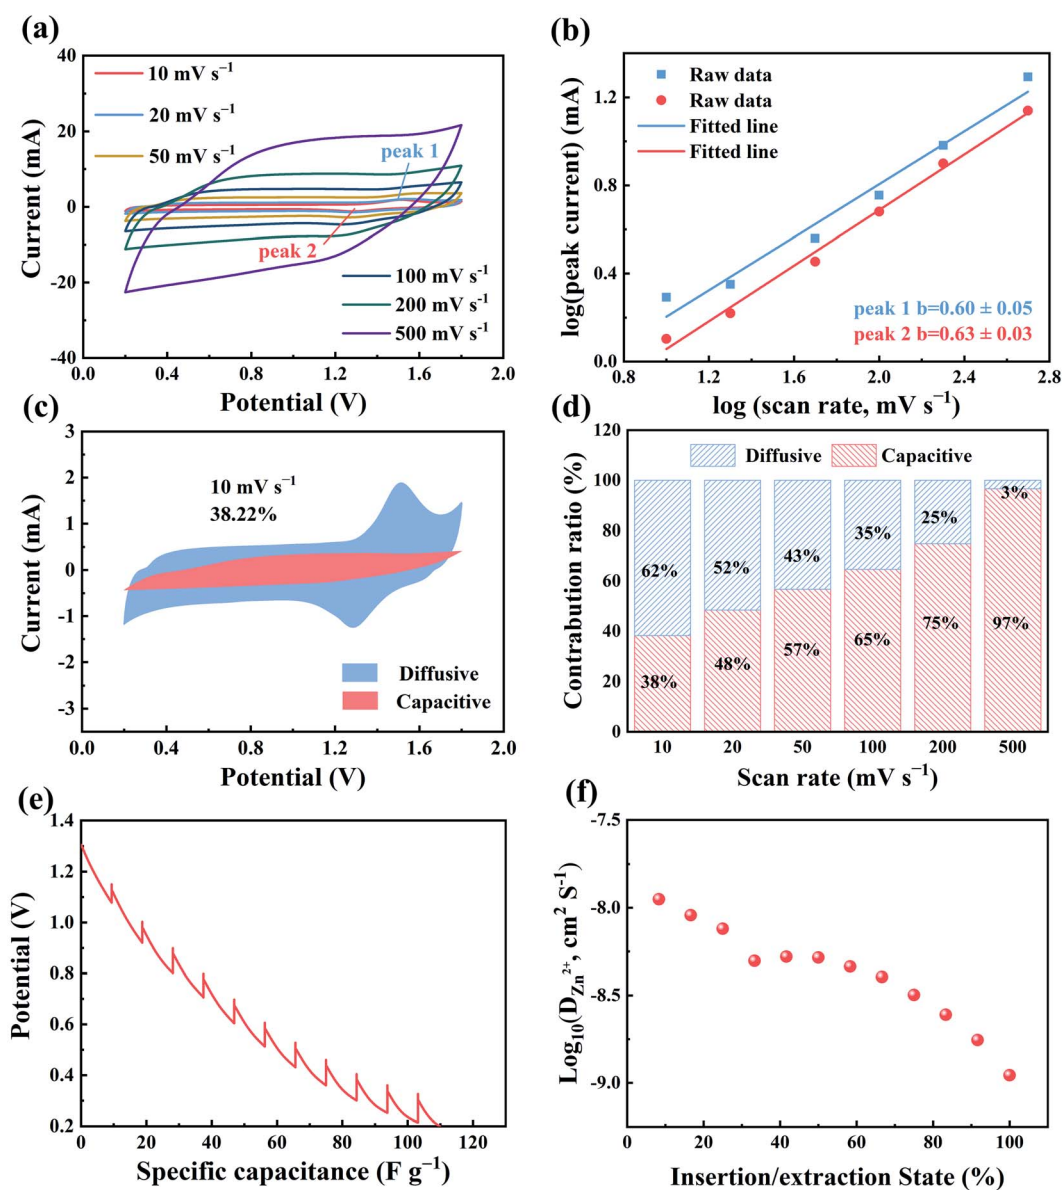 (a)
Current (mA)
40
20
0
-20
-40
10 mV s⁻¹
20 mV s⁻¹
50 mV s⁻¹
peak 1
peak 2
100 mV s⁻¹
200 mV s⁻¹
500 mV s⁻¹
0.0 0.4 0.8 1.2 1.6 2.0
Potential (V)
(b)
log(peak current) (mA)
1.2
0.8
0.4
0.0
Raw data
Raw data
Fitted line
Fitted line
peak 1 b=0.60 ± 0.05
peak 2 b=0.63 ± 0.03
0.8 1.2 1.6 2.0 2.4 2.8
log (scan rate, mV s⁻¹)
(c)
Current (mA)
3
2
1
0
-1
-2
-3
10 mV s⁻¹
38.22%
Diffusive
Capacitive
0.0 0.4 0.8 1.2 1.6 2.0
Potential (V)
(d)
Contrabution ratio (%)
120
100
80
60
40
20
0
Diffusive Capacitive
62% 52% 43% 35% 25% 3%
38% 48% 57% 65% 75% 97%
10 20 50 100 200 500
Scan rate (mV s⁻¹)
(e)
Potential (V)
1.4
1.2
1.0
0.8
0.6
0.4
0.2
0 20 40 60 80 100 120
Specific capacitance (F g⁻¹)
(f)
Log₁₀(D_Zn²⁺, cm² S⁻¹)
-7.5
-8.0
-8.5
-9.0
0 20 40 60 80 100
Insertion/extraction State (%)